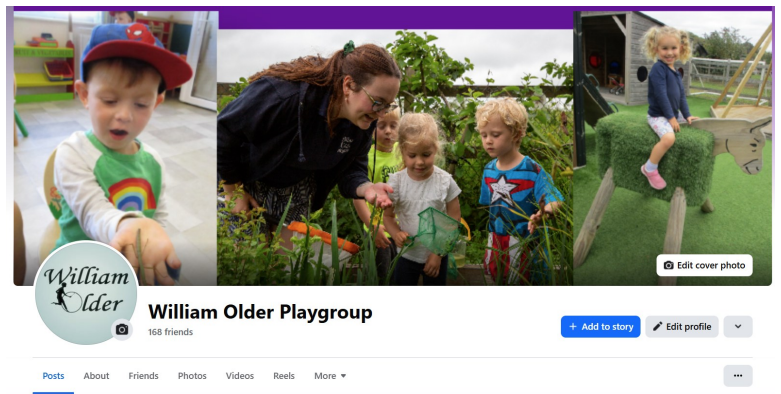 Edit cover photo
William
Older
William Older Playgroup
168 friends
+ Add to story
Edit profile
Posts
About
Friends
Photos
Videos
Reels
More